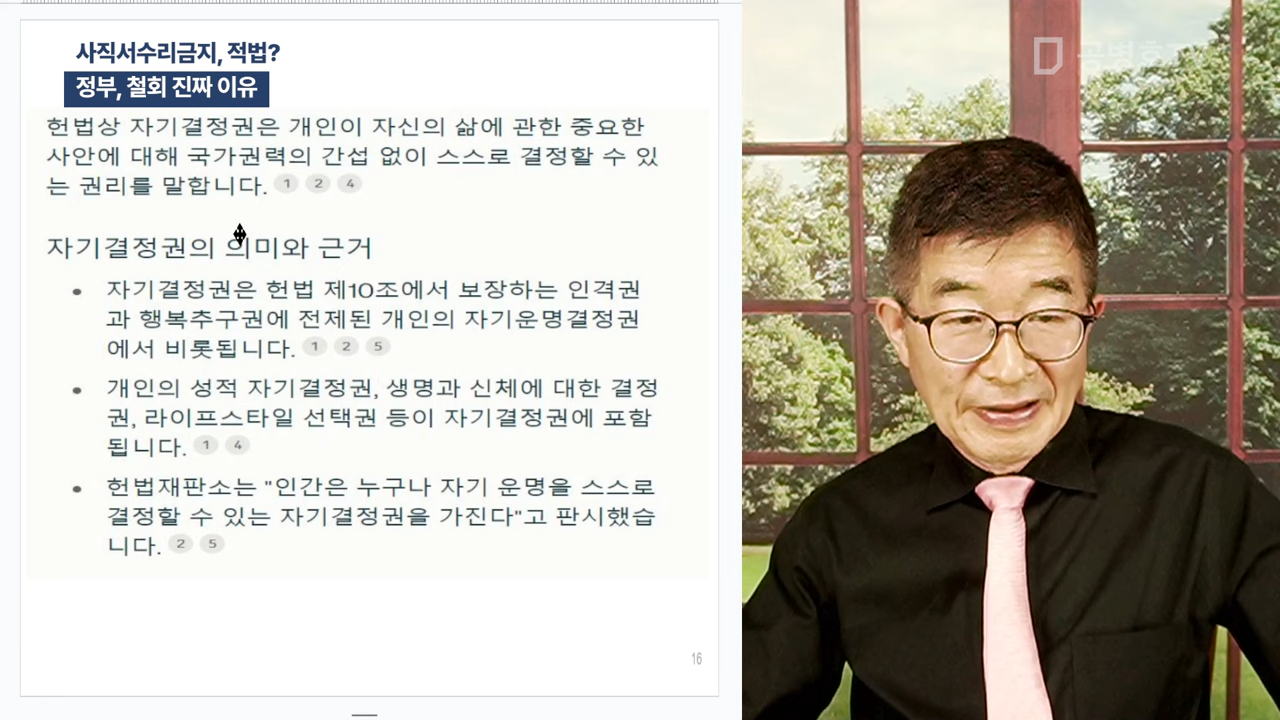 사직서수리금지, 적법?
정부, 철회 진짜 이유
헌법상 자기결정권은 개인이 자신의 삶에 관한 중요한
사안에 대해 국가권력의 간섭 없이 스스로 결정할 수 있
는 권리를 말합니다. 1 2 4
자기결정권의 의미와 근거
• 자기결정권은 헌법 제10조에서 보장하는 인격권
과 행복추구권에 전제된 개인의 자기운명결정권
에서 비롯됩니다. 1 2 5
• 개인의 성적 자기결정권, 생명과 신체에 대한 결정
권, 라이프스타일 선택권 등이 자기결정권에 포함
됩니다. 1 4
• 헌법재판소는 "인간은 누구나 자기 운명을 스스로
결정할 수 있는 자기결정권을 가진다"고 판시했습
니다. 2 5
16
공병호TV